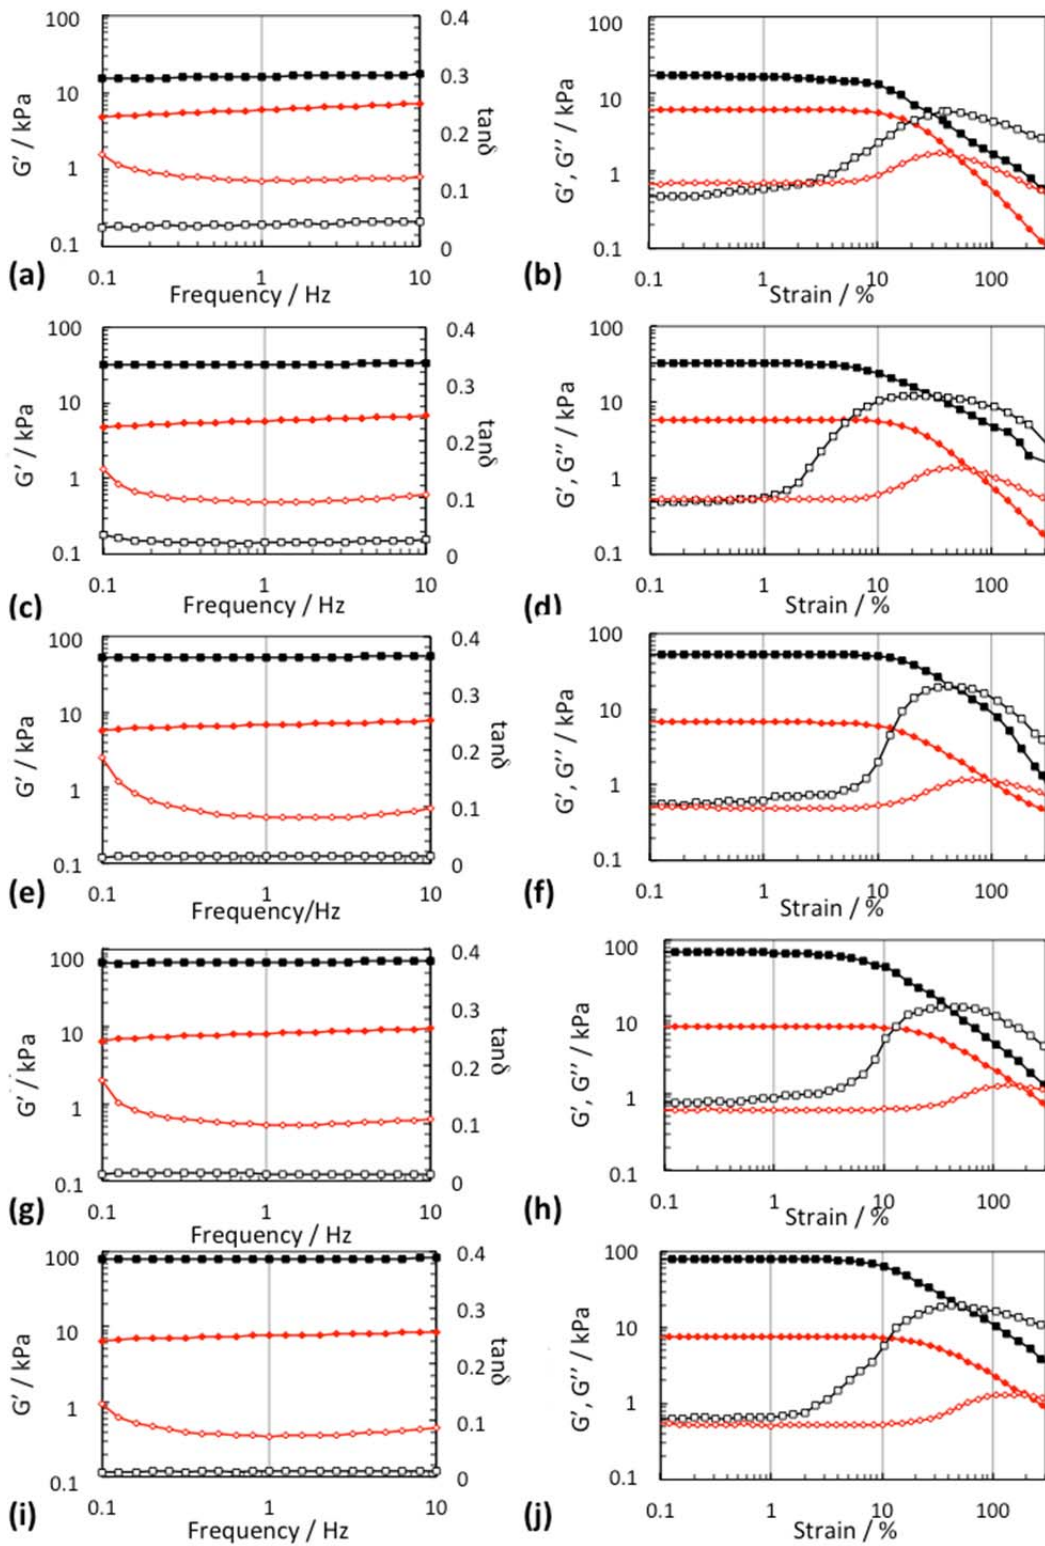 100
10
1
0.1
G' / kPa
0.4
0.3
0.2
0.1
0
tanδ
0.1
1
10
Frequency / Hz
(a)
100
10
1
0.1
G', G'' / kPa
0.1
1
10
100
Strain / %
(b)
100
10
1
0.1
G' / kPa
0.4
0.3
0.2
0.1
0
tanδ
0.1
1
10
Frequency / Hz
(c)
100
10
1
0.1
G', G'' / kPa
0.1
1
10
100
Strain / %
(d)
100
10
1
0.1
G' / kPa
0.4
0.3
0.2
0.1
0
tanδ
0.1
1
10
Frequency/Hz
(e)
100
10
1
0.1
G', G'' / kPa
0.1
1
10
100
Strain / %
(f)
100
10
1
0.1
G' / kPa
0.4
0.3
0.2
0.1
0
tanδ
0.1
1
10
Frequency / Hz
(g)
100
10
1
0.1
G', G'' / kPa
0.1
1
10
100
Strain / %
(h)
100
10
1
0.1
G' / kPa
0.4
0.3
0.2
0.1
0
tanδ
0.1
1
10
Frequency / Hz
(i)
100
10
1
0.1
G', G'' / kPa
0.1
1
10
100
Strain / %
(j)